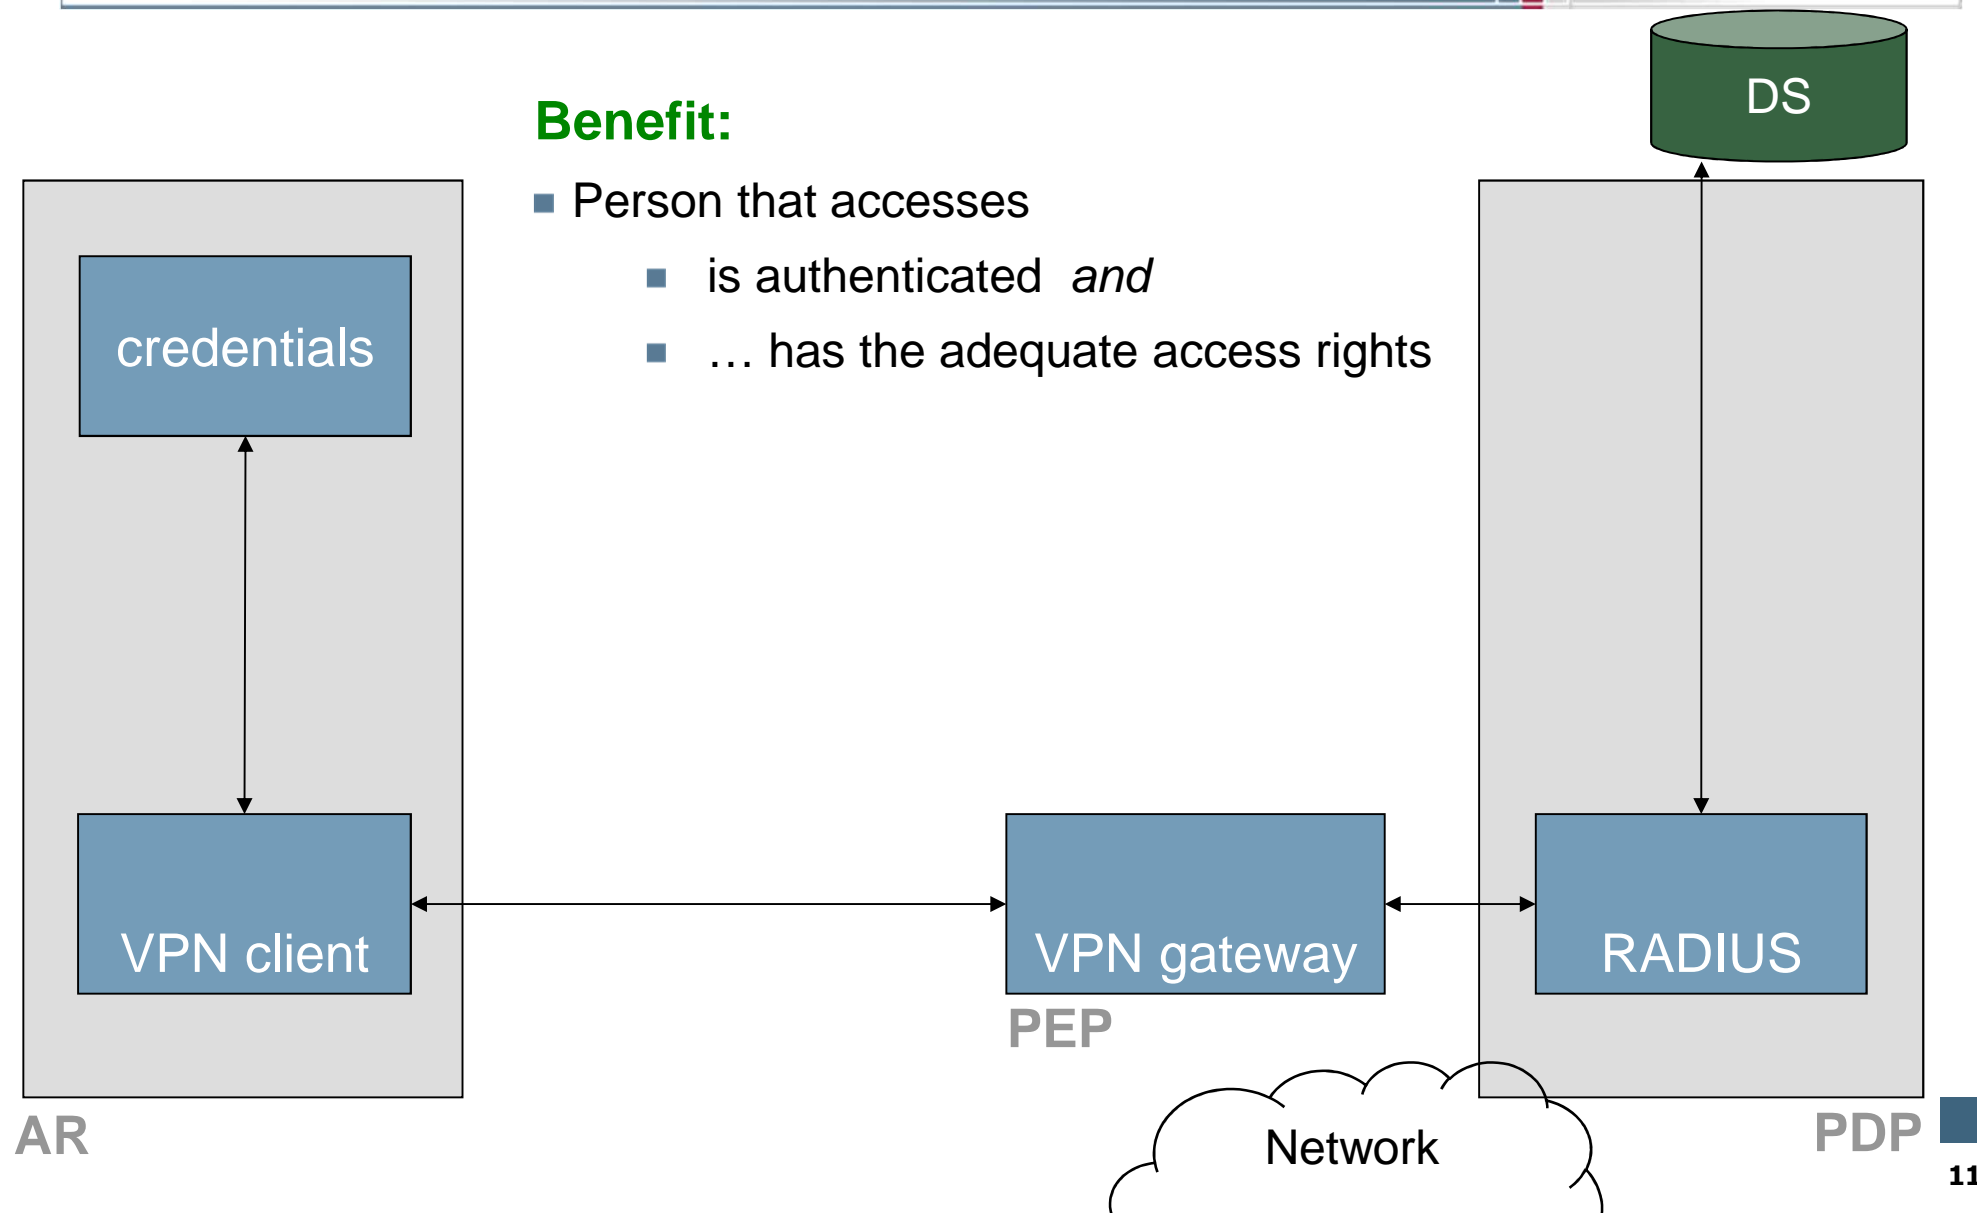 DS
Benefit:
Person that accesses
is authenticated and
… has the adequate access rights
credentials
VPN client
VPN gateway
RADIUS
PEP
AR
Network
PDP
11